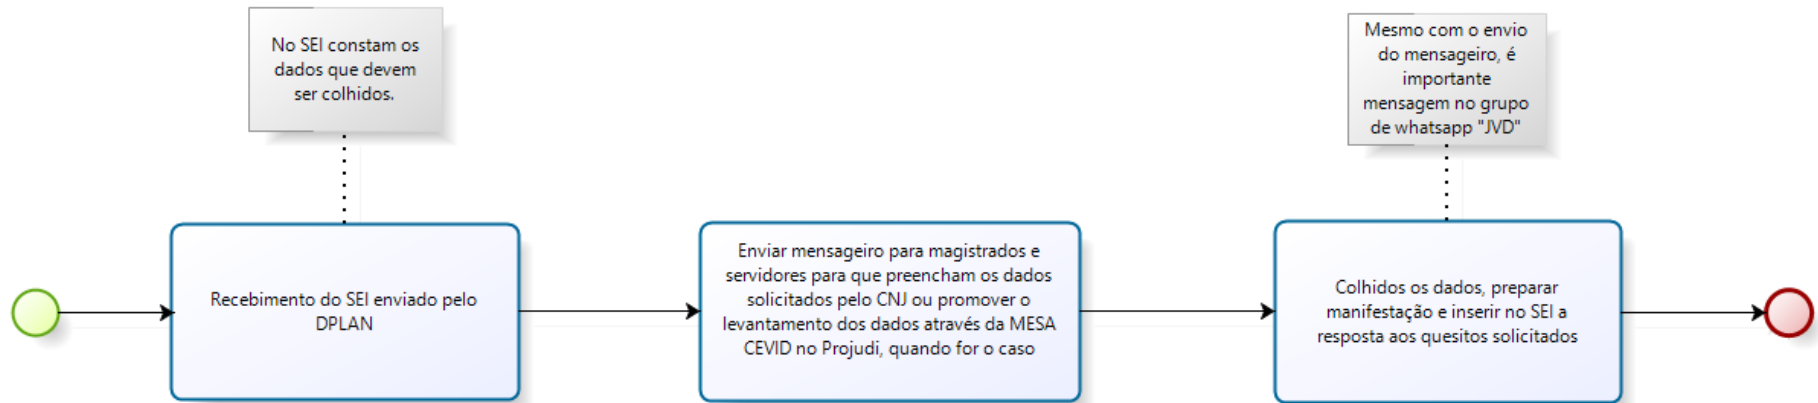 No SEI constam os
dados que devem
ser colhidos.
Mesmo com o envio
do mensageiro, é
importante
mensagem no grupo
de whatsapp "JVD"
Recebimento do SEI enviado pelo
DPLAN
Enviar mensageiro para magistrados e
servidores para que preencham os dados
solicitados pelo CNJ ou promover o
levantamento dos dados através da MESA
CEVID no Projudi, quando for o caso
Colhidos os dados, preparar
manifestação e inserir no SEI a
resposta aos quesitos solicitados